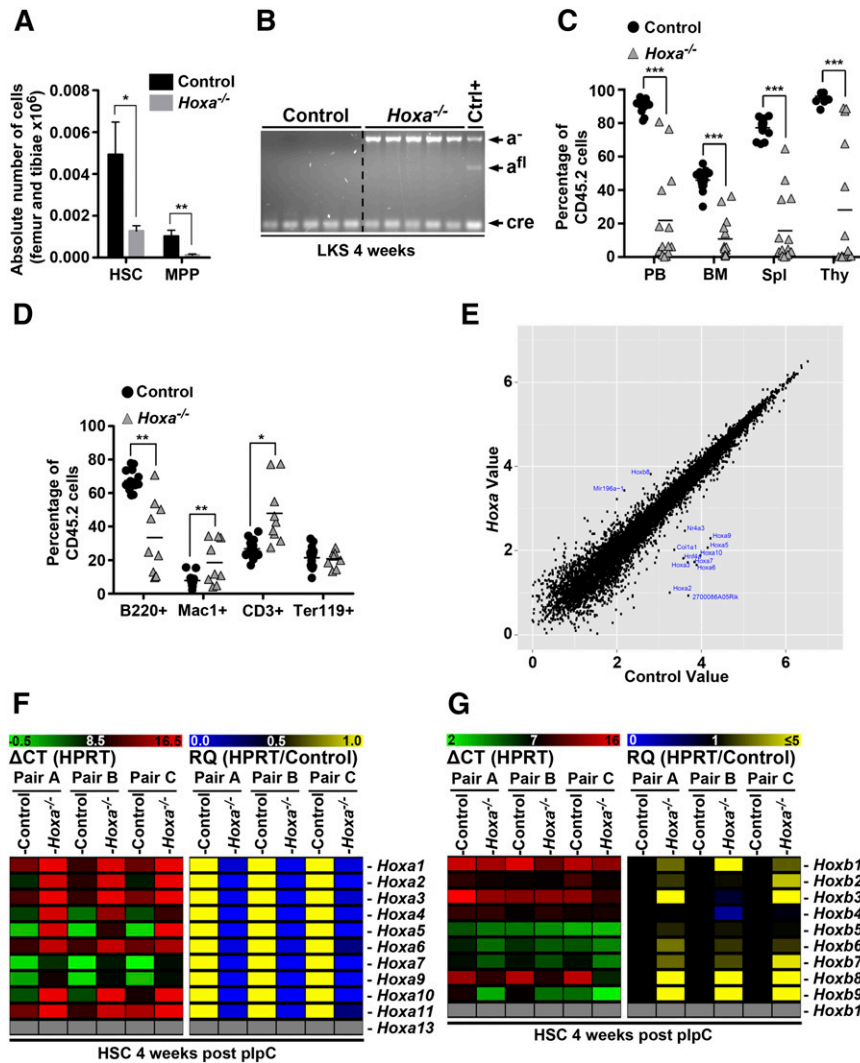 A
Absolute number of cells
(femur and tibiae x10⁶)
0.008
0.006
0.004
0.002
0.000
Control
Hoxa-/-
*
**
HSC
MPP
B
Control
Hoxa-/-
Ctrl+
a-
afl
cre
LKS 4 weeks
C
Control
Hoxa-/-
Percentage of
CD45.2 cells
100
80
60
40
20
0
***
***
***
***
PB
BM
Spl
Thy
D
Control
Hoxa-/-
Percentage of
CD45.2 cells
100
80
60
40
20
0
**
**
*
B220+
Mac1+
CD3+
Ter119+
E
Hoxa Value
6
4
2
0
Hoxb8
Mir196a-1
Nr4a3
Hoxa9
Hoxa5
Col1a1
Hoxa10
Hoxa7
Hoxa3
Hoxa6
Hoxa2
2700086A05Rik
0
2
4
6
Control Value
F
-0.5 8.5 16.5
0.0 0.5 1.0
ΔCT (HPRT)
RQ (HPRT/Control)
Pair A Pair B Pair C
Pair A Pair B Pair C
-Control
-Hoxa-/-
-Control
-Hoxa-/-
-Control
-Hoxa-/-
-Control
-Hoxa-/-
-Control
-Hoxa-/-
-Control
-Hoxa-/-
- Hoxa1
- Hoxa2
- Hoxa3
- Hoxa4
- Hoxa5
- Hoxa6
- Hoxa7
- Hoxa9
- Hoxa10
- Hoxa11
- Hoxa13
HSC 4 weeks post pIpC
G
2 7 16
0 1 ≤5
ΔCT (HPRT)
RQ (HPRT/Control)
Pair A Pair B Pair C
Pair A Pair B Pair C
-Control
-Hoxa-/-
-Control
-Hoxa-/-
-Control
-Hoxa-/-
-Control
-Hoxa-/-
-Control
-Hoxa-/-
-Control
-Hoxa-/-
- Hoxb1
- Hoxb2
- Hoxb3
- Hoxb4
- Hoxb5
- Hoxb6
- Hoxb7
- Hoxb8
- Hoxb9
- Hoxb1
HSC 4 weeks post pIpC